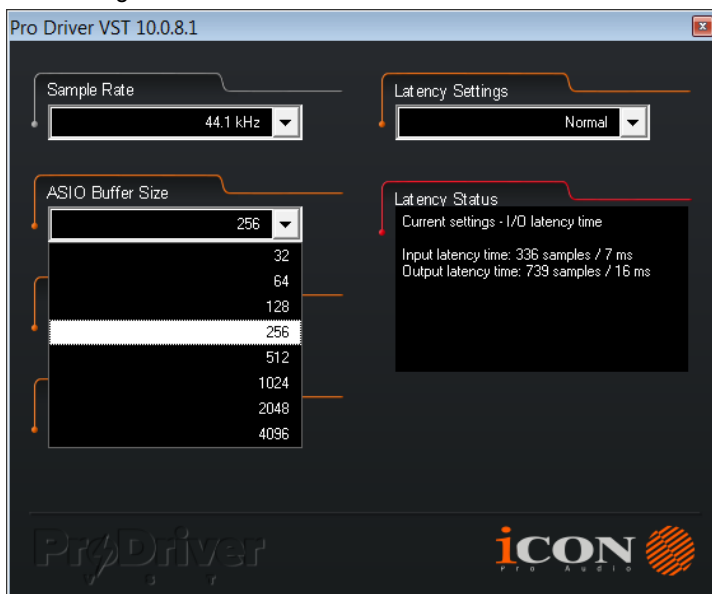 Pro Driver VST 10.0.8.1
Sample Rate
44.1 kHz
Latency Settings
Normal
ASIO Buffer Size
256
32
64
128
256
512
1024
2048
4096
Latency Status
Current settings - I/O latency time
Input latency time: 336 samples / 7 ms
Output latency time: 739 samples / 16 ms
ProDriver
V S T
iCON
Pro Audio